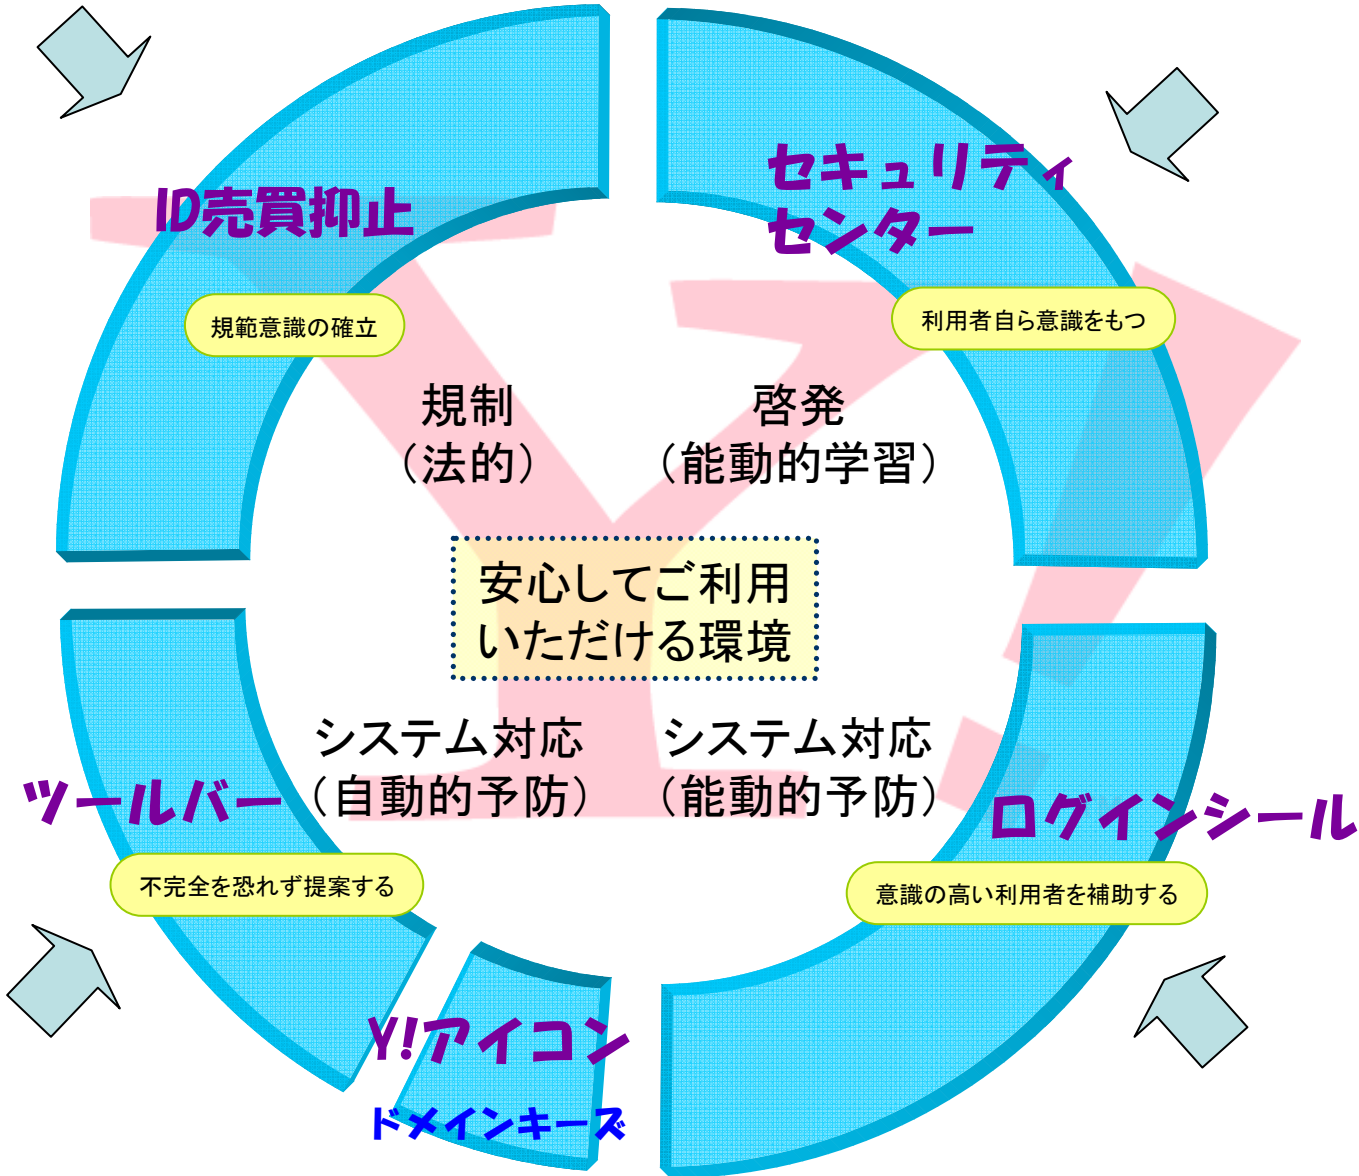 ID売買抑止
セキュリティ
センター
規範意識の確立
利用者自ら意識をもつ
規制
（法的）
啓発
（能動的学習）
安心してご利用
いただける環境
システム対応
（自動的予防）
システム対応
（能動的予防）
ツールバー
ログインシール
不完全を恐れず提案する
意識の高い利用者を補助する
Y!アイコン
ドメインキーズ
Y!